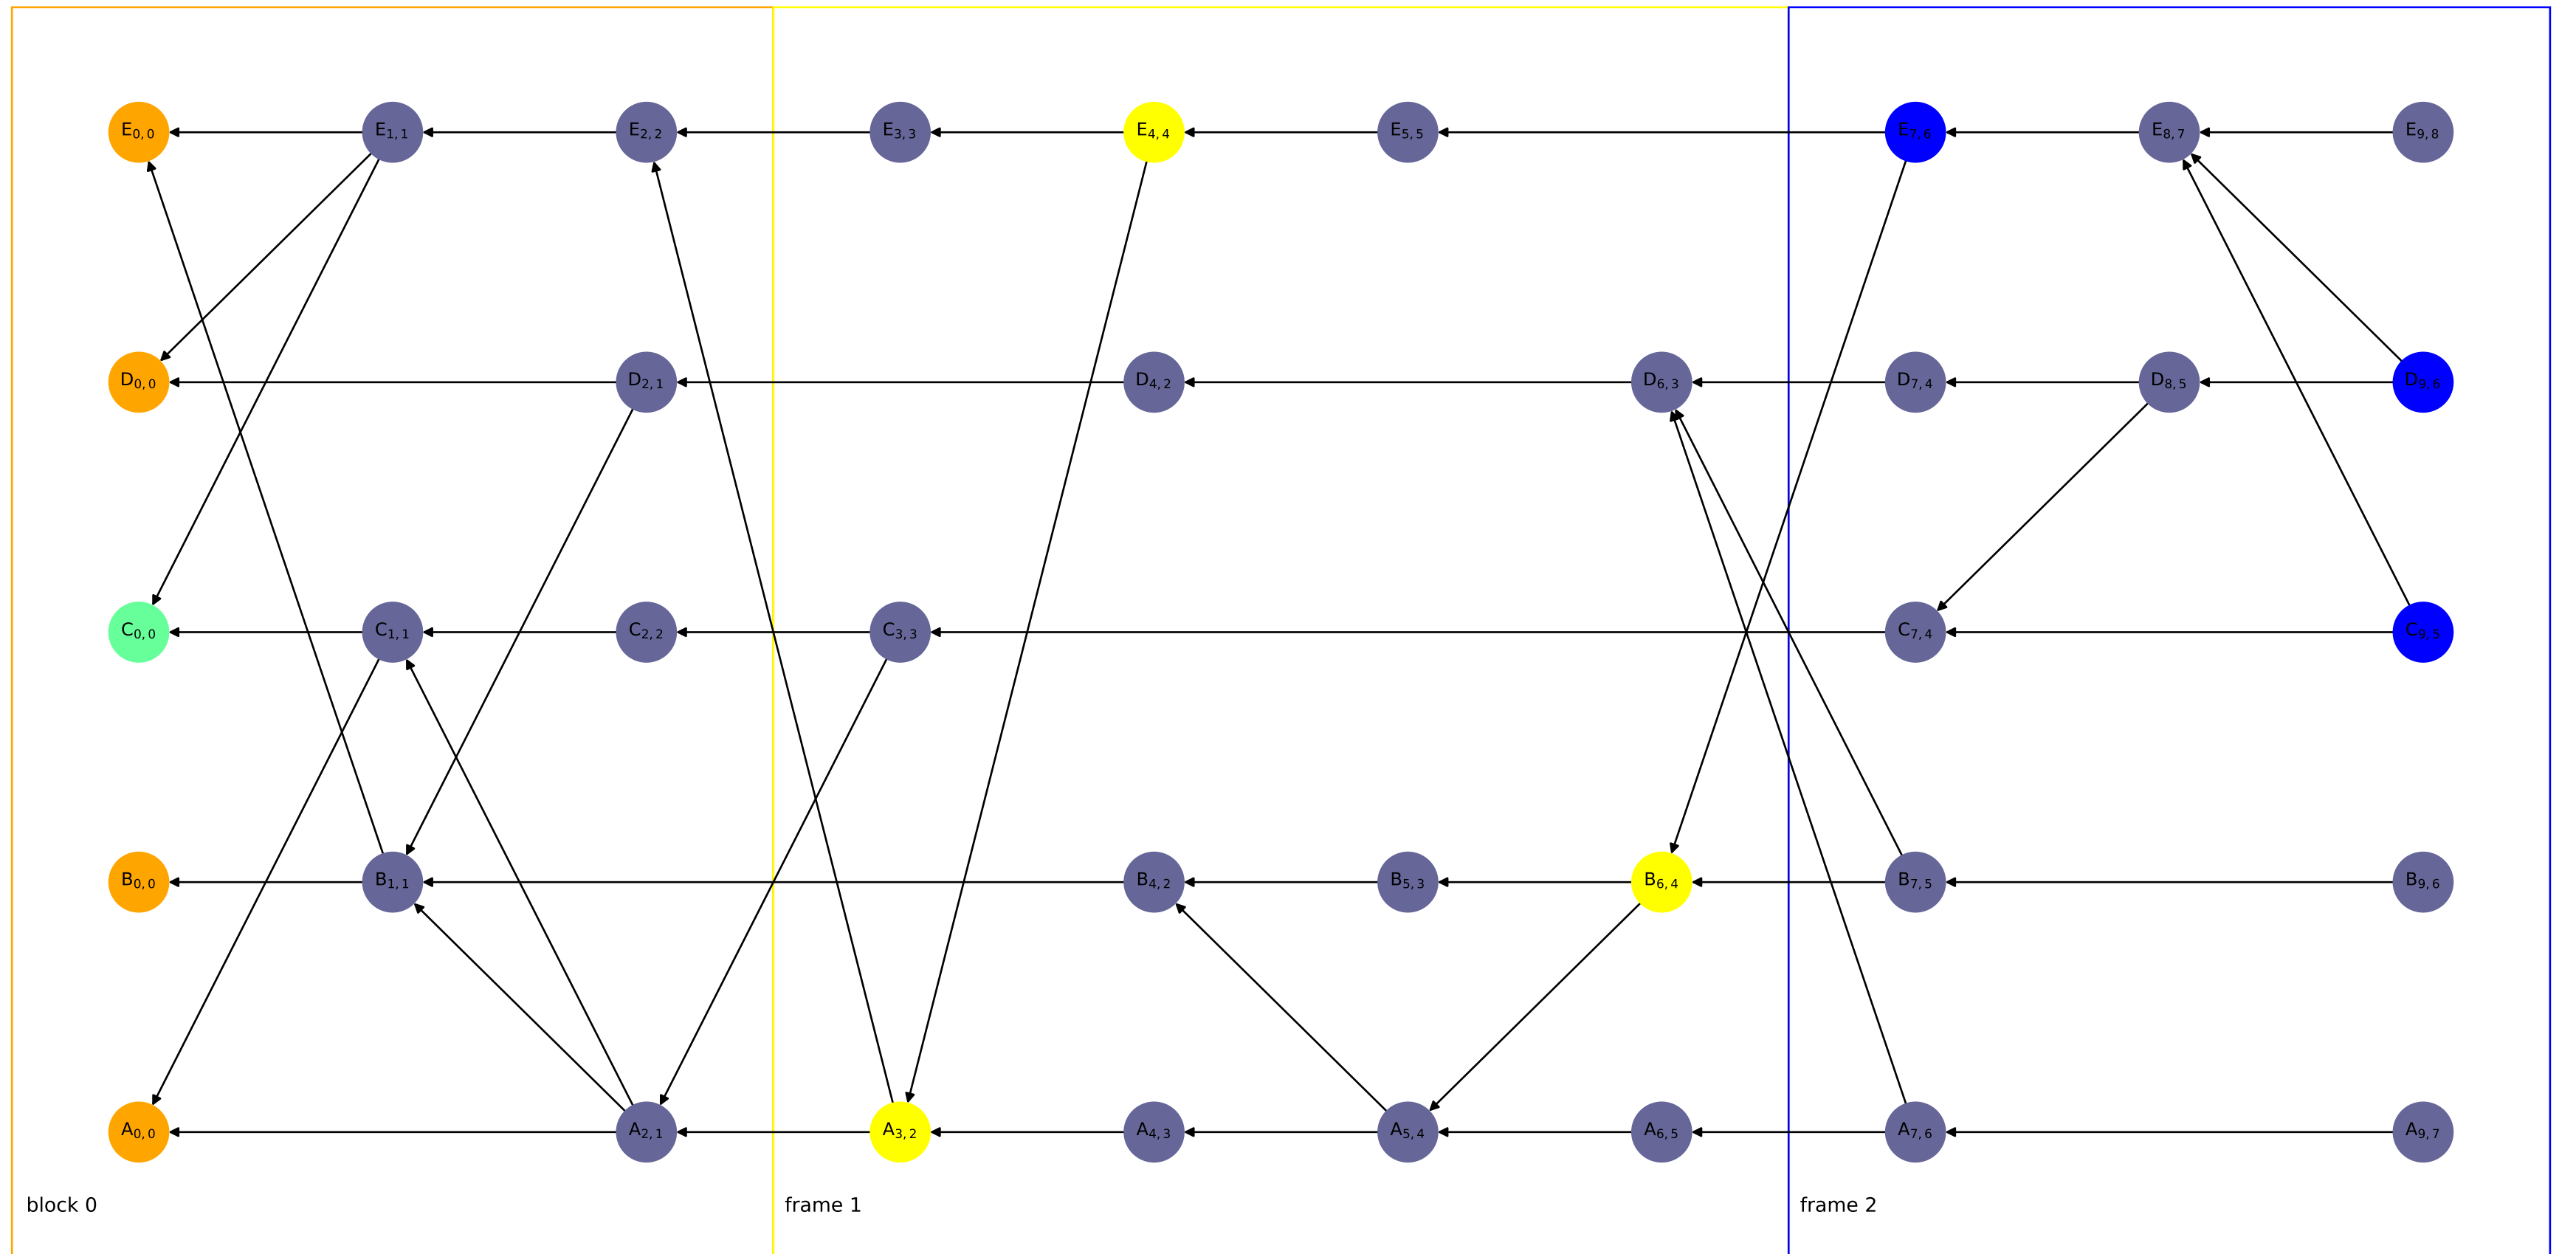 E0,0 E1,1 E2,2 E3,3 E4,4 E5,5 E7,6 E8,7 E9,8
D0,0 D2,1 D4,2 D6,3 D7,4 D8,5 D9,6
C0,0 C1,1 C2,2 C3,3 C7,4 C9,5
B0,0 B1,1 B4,2 B5,3 B6,4 B7,5 B9,6
A0,0 A2,1 A3,2 A4,3 A5,4 A6,5 A7,6 A9,7
block 0 frame 1 frame 2